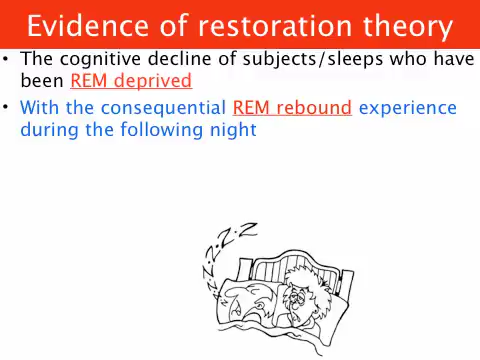 Evidence of restoration theory
• The cognitive decline of subjects/sleeps who have
been REM deprived
• With the consequential REM rebound experience
during the following night
Z.Z.Z.Z.Z.Z